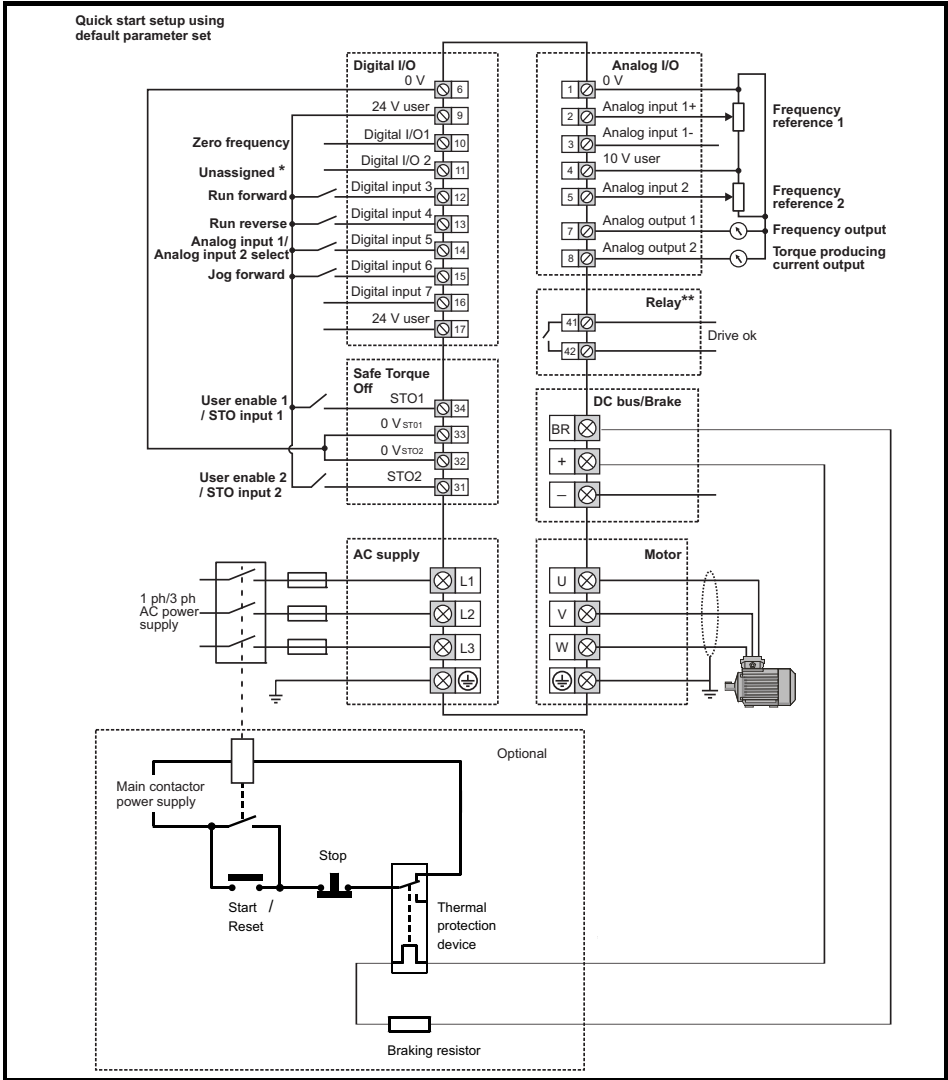 Quick start setup using
default parameter set
Digital I/O
0 V
6
24 V user
9
Zero frequency
Digital I/O1
10
Unassigned *
Digital I/O 2
11
Run forward
Digital input 3
12
Run reverse
Digital input 4
13
Analog input 1/
Analog input 2 select
Digital input 5
14
Jog forward
Digital input 6
15
Digital input 7
16
24 V user
17
Analog I/O
1
0 V
2
Analog input 1+
Frequency
reference 1
3
Analog input 1-
4
10 V user
5
Analog input 2
Frequency
reference 2
7
Analog output 1
Frequency output
8
Analog output 2
Torque producing
current output
Relay**
41
42
Drive ok
Safe Torque
Off
User enable 1
/ STO input 1
STO1
34
0 V STO1
33
0 V STO2
32
User enable 2
/ STO input 2
STO2
31
DC bus/Brake
BR
+
–
AC supply
1 ph/3 ph
AC power
supply
L1
L2
L3
Motor
U
V
W
Optional
Main contactor
power supply
Stop
Start /
Reset
Thermal
protection
device
Braking resistor